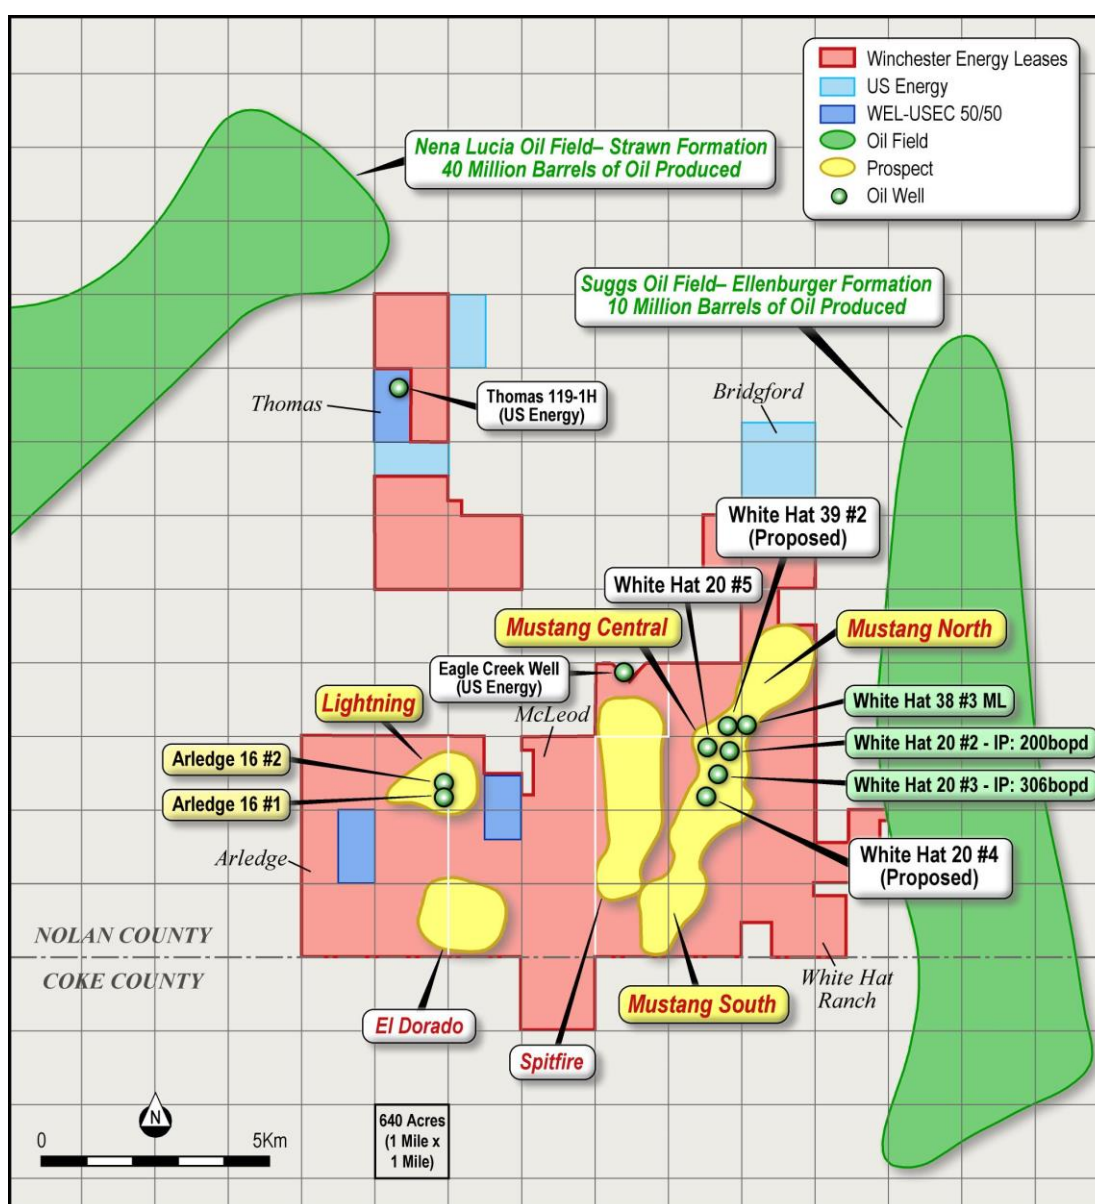 Winchester Energy Leases
US Energy
WEL-USEC 50/50
Oil Field
Prospect
Oil Well
Nena Lucia Oil Field– Strawn Formation
40 Million Barrels of Oil Produced
Suggs Oil Field– Ellenburger Formation
10 Million Barrels of Oil Produced
Thomas
Thomas 119-1H
(US Energy)
Bridgford
White Hat 39 #2
(Proposed)
White Hat 20 #5
Mustang Central
Mustang North
Eagle Creek Well
(US Energy)
Lightning
McLeod
White Hat 38 #3 ML
Arledge 16 #2
White Hat 20 #2 - IP: 200bopd
Arledge 16 #1
White Hat 20 #3 - IP: 306bopd
Arledge
White Hat 20 #4
(Proposed)
NOLAN COUNTY
COKE COUNTY
White Hat
Ranch
Mustang South
El Dorado
Spitfire
N
0
5Km
640 Acres
(1 Mile x
1 Mile)